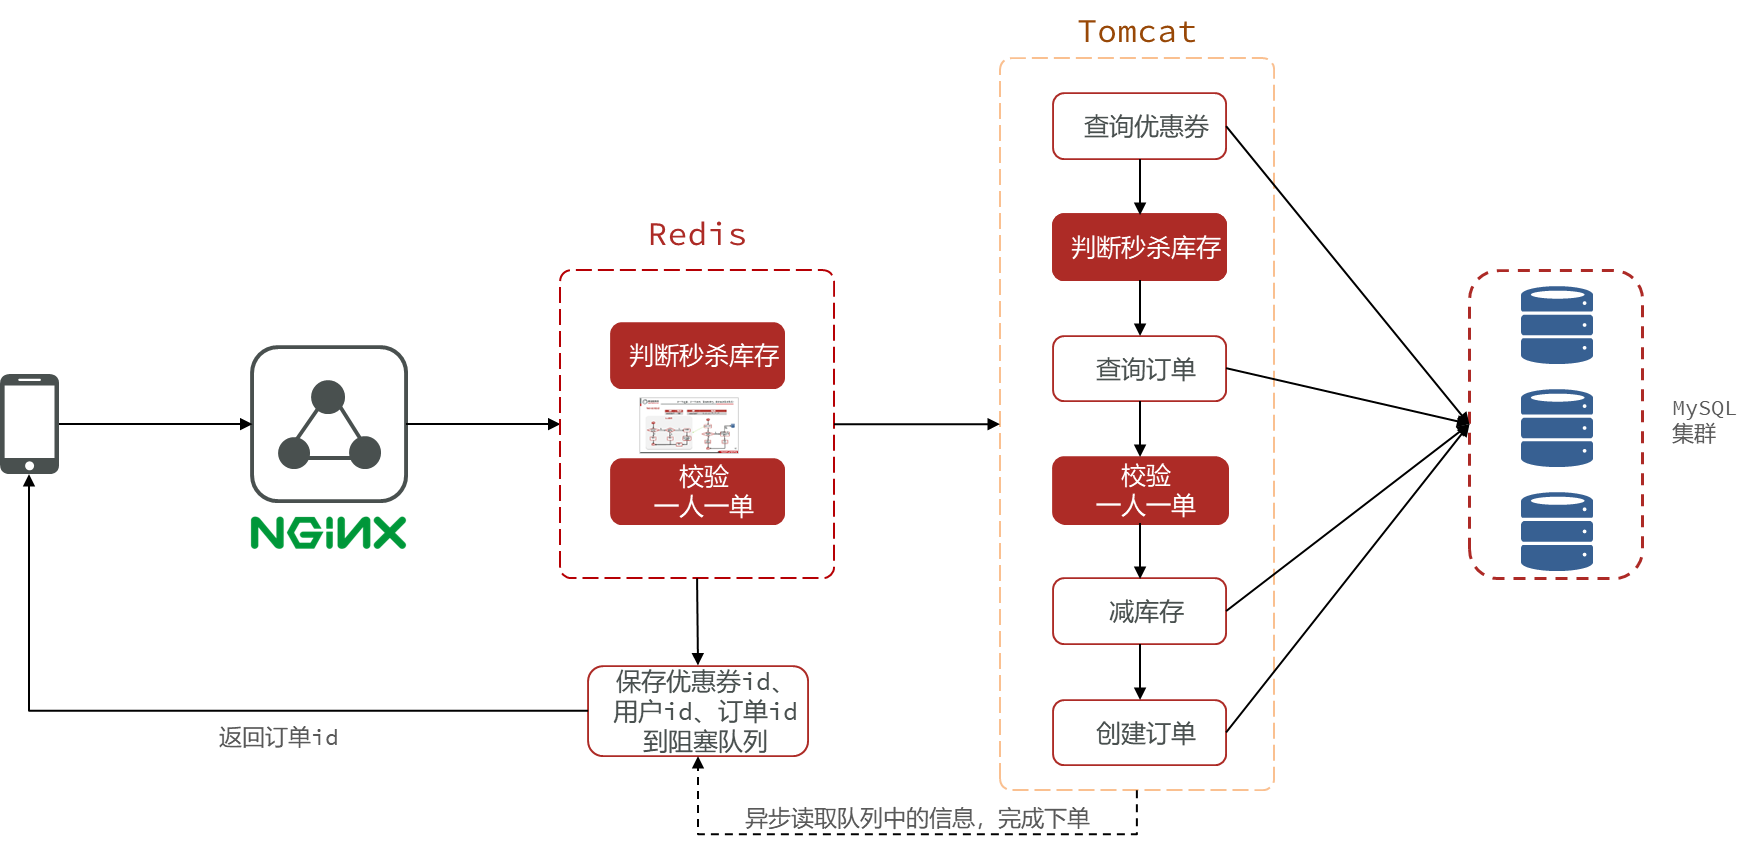 Tomcat
查询优惠券
判断秒杀库存
查询订单
校验
一人一单
减库存
创建订单
Redis
判断秒杀库存
校验
一人一单
NGINX
MySQL
集群
保存优惠券id、
用户id、订单id
到阻塞队列
返回订单id
异步读取队列中的信息，完成下单